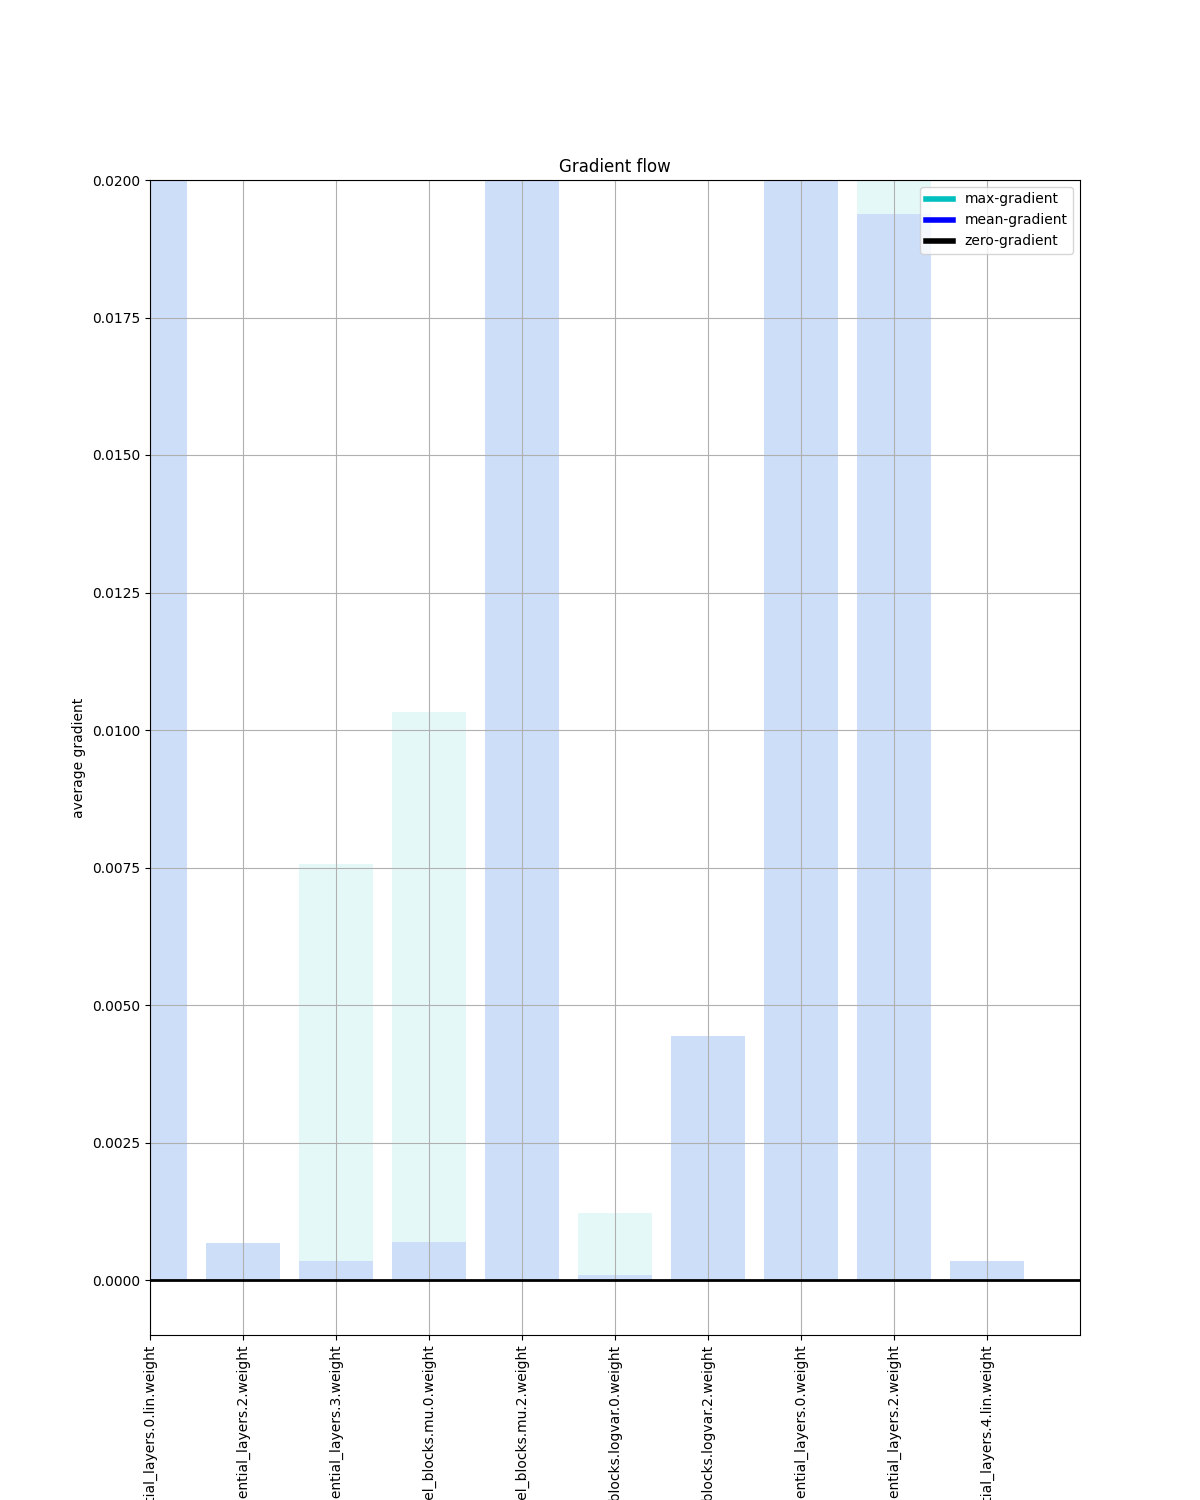 Gradient flow
max-gradient
mean-gradient
zero-gradient
0.0200
0.0175
0.0150
0.0125
0.0100
0.0075
0.0050
0.0025
0.0000
average gradient
tial_layers.0.lin.weight
ential_layers.2.weight
ential_layers.3.weight
el_blocks.mu.0.weight
el_blocks.mu.2.weight
blocks.logvar.0.weight
blocks.logvar.2.weight
ential_layers.0.weight
ential_layers.2.weight
tial_layers.4.lin.weight